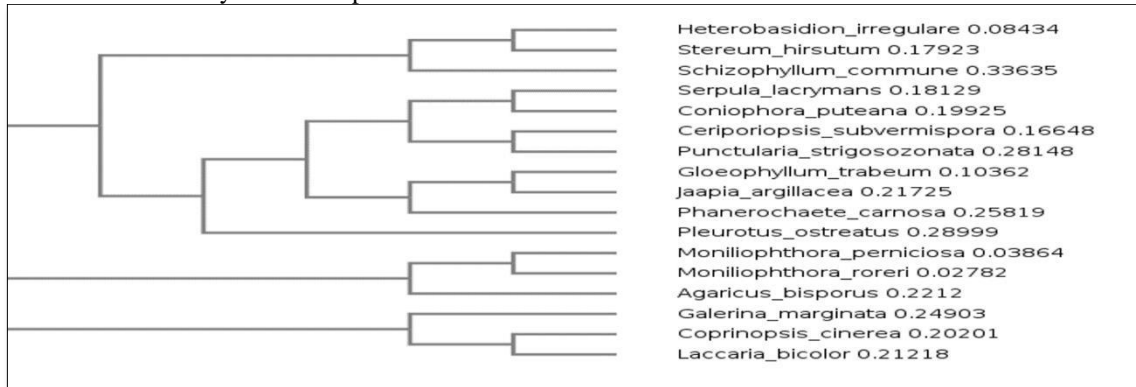 Heterobasidion_irregulare 0.08434
Stereum_hirsutum 0.17923
Schizophyllum_commune 0.33635
Serpula_lacrymans 0.18129
Coniophora_puteana 0.19925
Ceriporiopsis_subvermispora 0.16648
Punctularia_strigosozonata 0.28148
Gloeophyllum_trabeum 0.10362
Jaapia_argillacea 0.21725
Phanerochaete_carnosa 0.25819
Pleurotus_ostreatus 0.28999
Moniliophthora_perniciosa 0.03864
Moniliophthora_roreri 0.02782
Agaricus_bisporus 0.2212
Galerina_marginata 0.24903
Coprinopsis_cinerea 0.20201
Laccaria_bicolor 0.21218